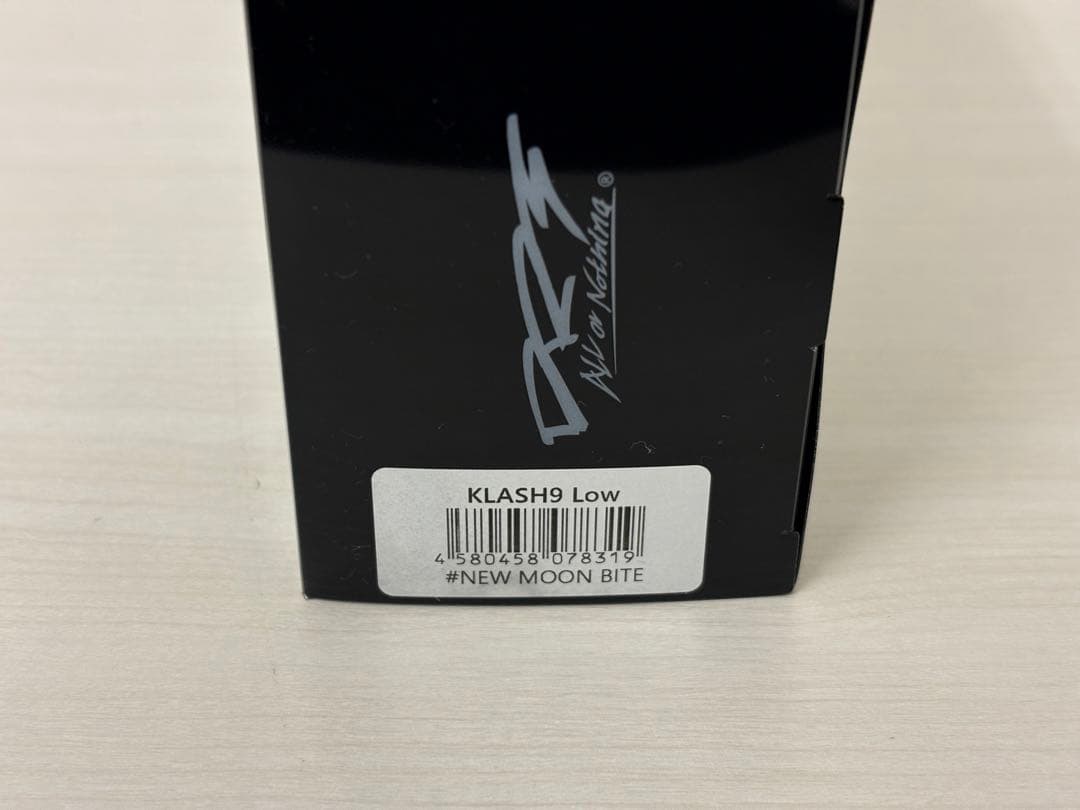 All or Nothing ®
KLASH9 Low
4 580458 078319
#NEW MOON BITE